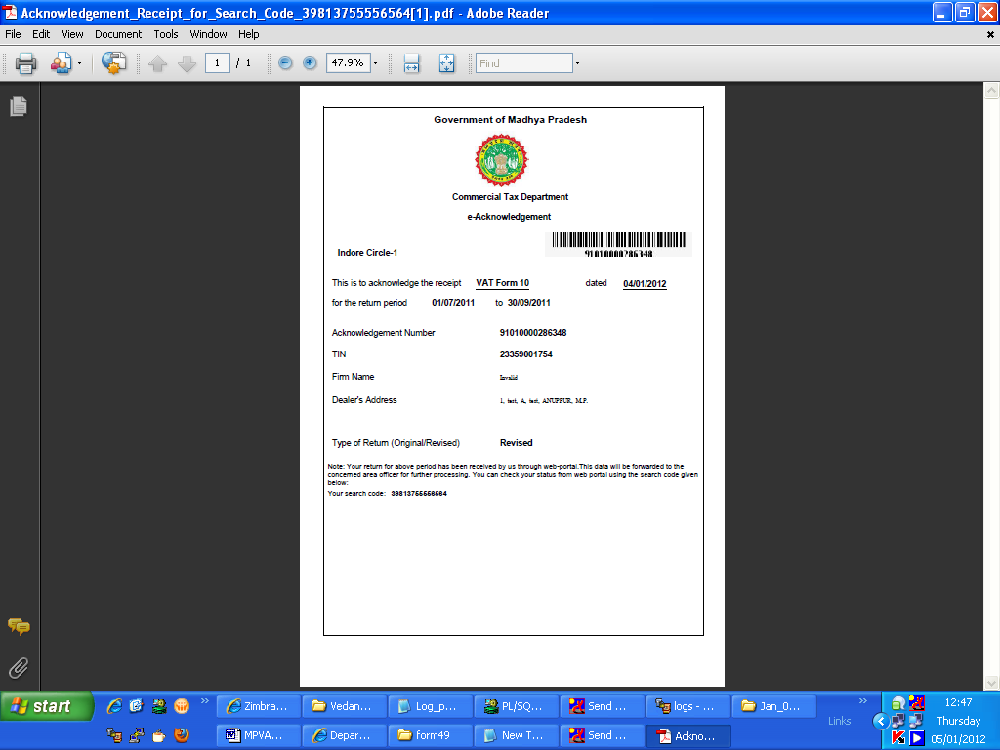 Acknowledgement_Receipt_for_Search_Code_39813755556564[1].pdf - Adobe Reader
File Edit View Document Tools Window Help
1 / 1 47.9% Find
Government of Madhya Pradesh
Commercial Tax Department
e-Acknowledgement
91010000286348
Indore Circle-1
This is to acknowledge the receipt VAT Form 10 dated 04/01/2012
for the return period 01/07/2011 to 30/09/2011
Acknowledgement Number 91010000286348
TIN 23359001754
Firm Name Invalid
Dealer's Address 1, test, A, test, ANUPPUR, M.P.
Type of Return (Original/Revised) Revised
Note: Your return for above period has been received by us through web-portal.This data will be forwarded to the
concerned area officer for further processing. You can check your status from web portal using the search code given
below:
Your search code: 39813755556564
start Zimbra... Vedan... Log_p... PL/SQ... Send ... logs - ... Jan_0... Links 12:47
Thursday
MPVA... Depar... form49 New T... Send ... Ackno... 05/01/2012